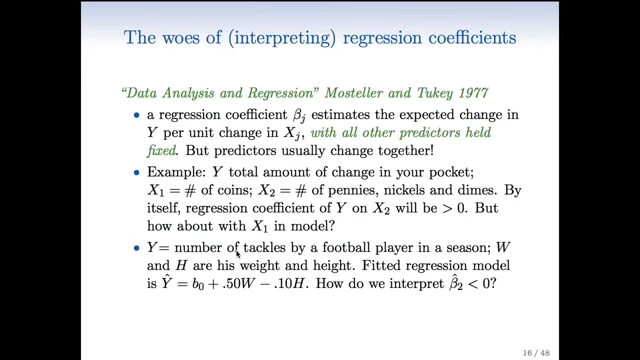 The woes of (interpreting) regression coefficients
“Data Analysis and Regression” Mosteller and Tukey 1977
• a regression coefficient βj estimates the expected change in
Y per unit change in Xj, with all other predictors held
fixed. But predictors usually change together!
• Example: Y total amount of change in your pocket;
X1 = # of coins; X2 = # of pennies, nickels and dimes. By
itself, regression coefficient of Y on X2 will be > 0. But
how about with X1 in model?
• Y= number of tackles by a football player in a season; W
and H are his weight and height. Fitted regression model
is Ŷ = b0 + .50W − .10H. How do we interpret β̂2 < 0?
16 / 48